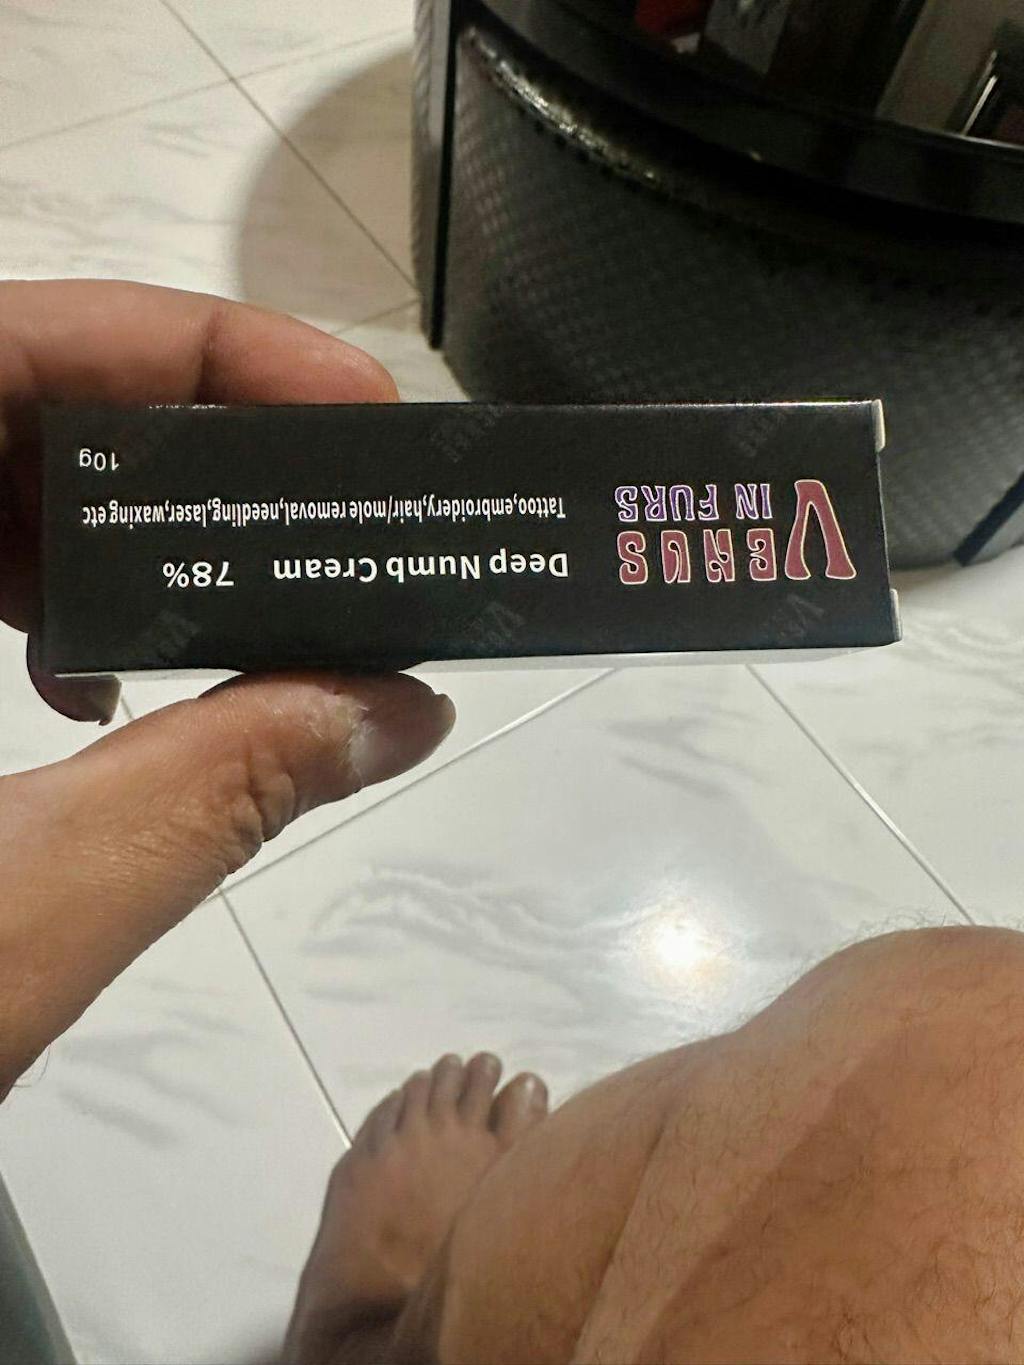 VENUS
IN FURS
Deep Numb Cream 78%
Tattoo,embroidery,hair/mole removal,needling,laser,waxing etc
10g